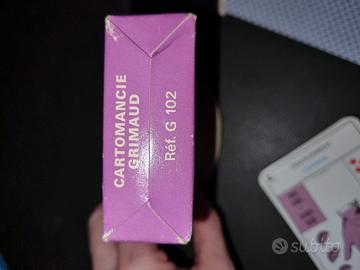 CARTOMANCIE
GRIMAUD
Réf. G 102
subito